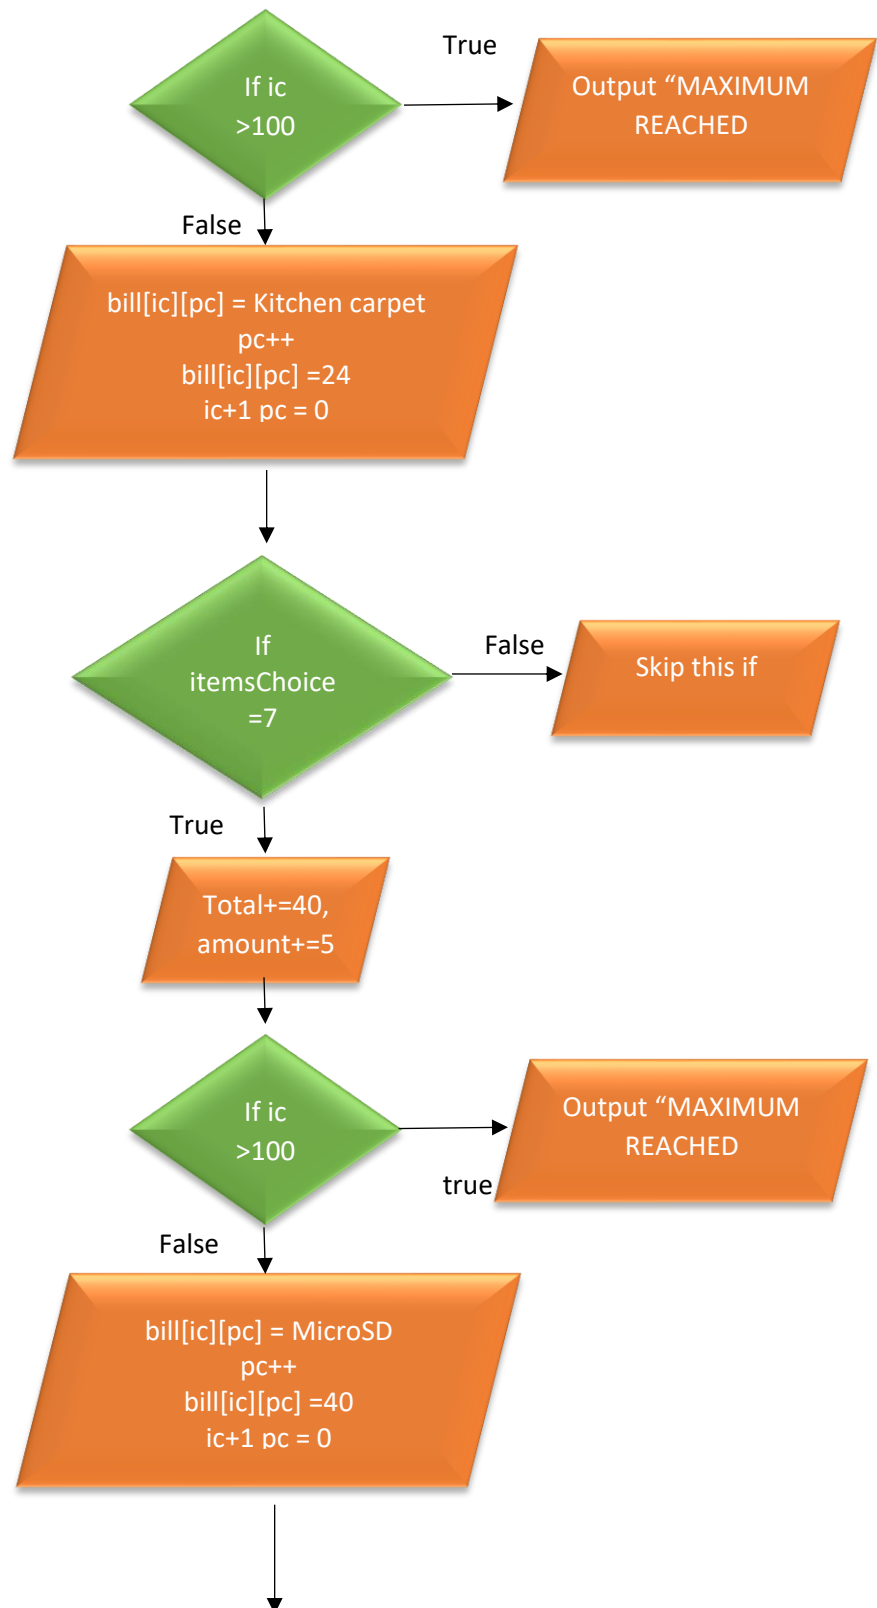 If ic
>100
True
Output “MAXIMUM
REACHED
False
bill[ic][pc] = Kitchen carpet
pc++
bill[ic][pc] =24
ic+1 pc = 0
If
itemsChoice
=7
False
Skip this if
True
Total+=40,
amount+=5
If ic
>100
true
Output “MAXIMUM
REACHED
False
bill[ic][pc] = MicroSD
pc++
bill[ic][pc] =40
ic+1 pc = 0